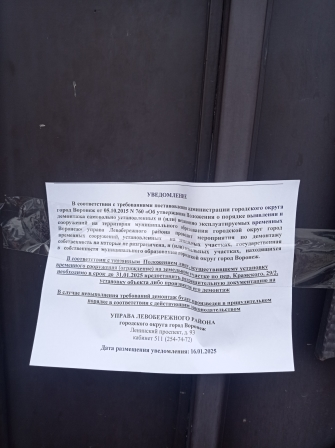 УВЕДОМЛЕНИЕ
В соответствии с требованиями постановления администрации городского округа
город Воронеж от 05.10.2015 N 760 «Об утверждении Положения о порядке выявления и
демонтажа самовольно установленных и (или) незаконно эксплуатируемых временных
сооружений на территории муниципального образования городской округ город
Воронеж» управа Левобережного района проводит мероприятия по демонтажу
временных сооружений, установленных на земельных участках, государственная
собственность на которые не разграничена, и (или) земельных участках, находящихся
в собственности муниципального образования городской округ город Воронеж.
В соответствии с указанным Положением лицу, осуществившему установку
временного сооружения (ограждение) на земельном участке по пер. 29/2,
необходимо в срок до 31.01.2025 предоставить разрешительную документацию на
установку объекта либо произвести его демонтаж
В случае невыполнения требований демонтаж будет произведен в принудительном
порядке в соответствии с действующим законодательством
УПРАВА ЛЕВОБЕРЕЖНОГО РАЙОНА
городского округа город Воронеж
Ленинский проспект, д. 93
кабинет 511 (254-74-72)
Дата размещения уведомления: 16.01.2025